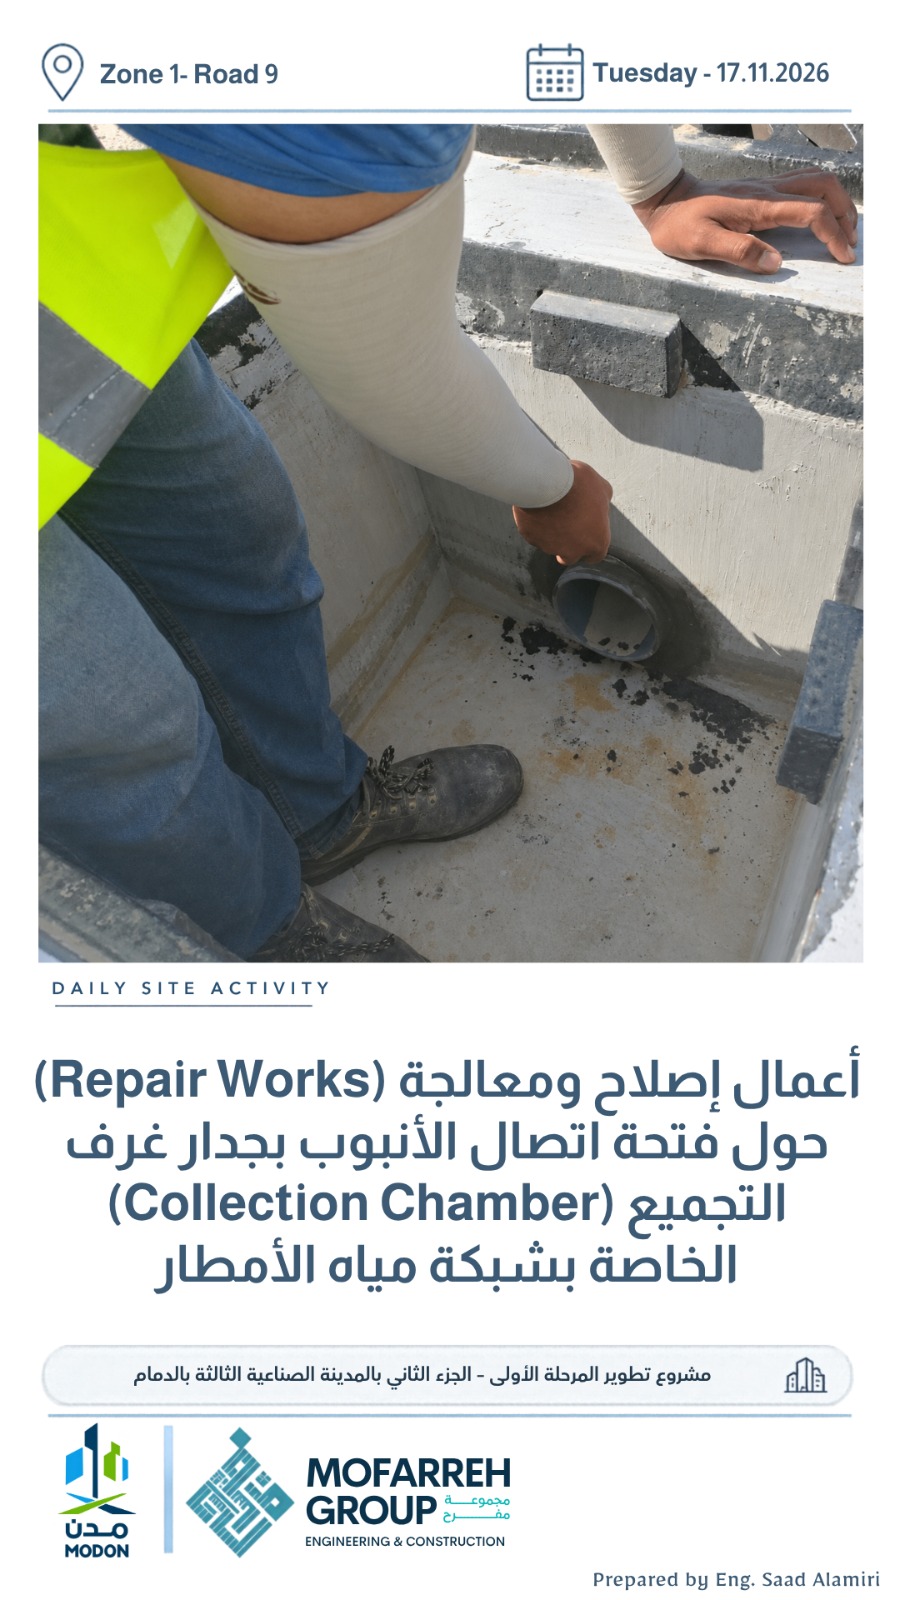 Zone 1- Road 9
Tuesday - 17.11.2026
DAILY SITE ACTIVITY
أعمال إصلاح ومعالجة (Repair Works)
حول فتحة اتصال الأنبوب بجدار غرف
التجميع (Collection Chamber)
الخاصة بشبكة مياه الأمطار
مشروع تطوير المرحلة الأولى - الجزء الثاني بالمدينة الصناعية الثالثة بالدمام
مدن
MODON
MOFARREH
GROUP
مجموعة
مفرح
ENGINEERING & CONSTRUCTION
Prepared by Eng. Saad Alamiri